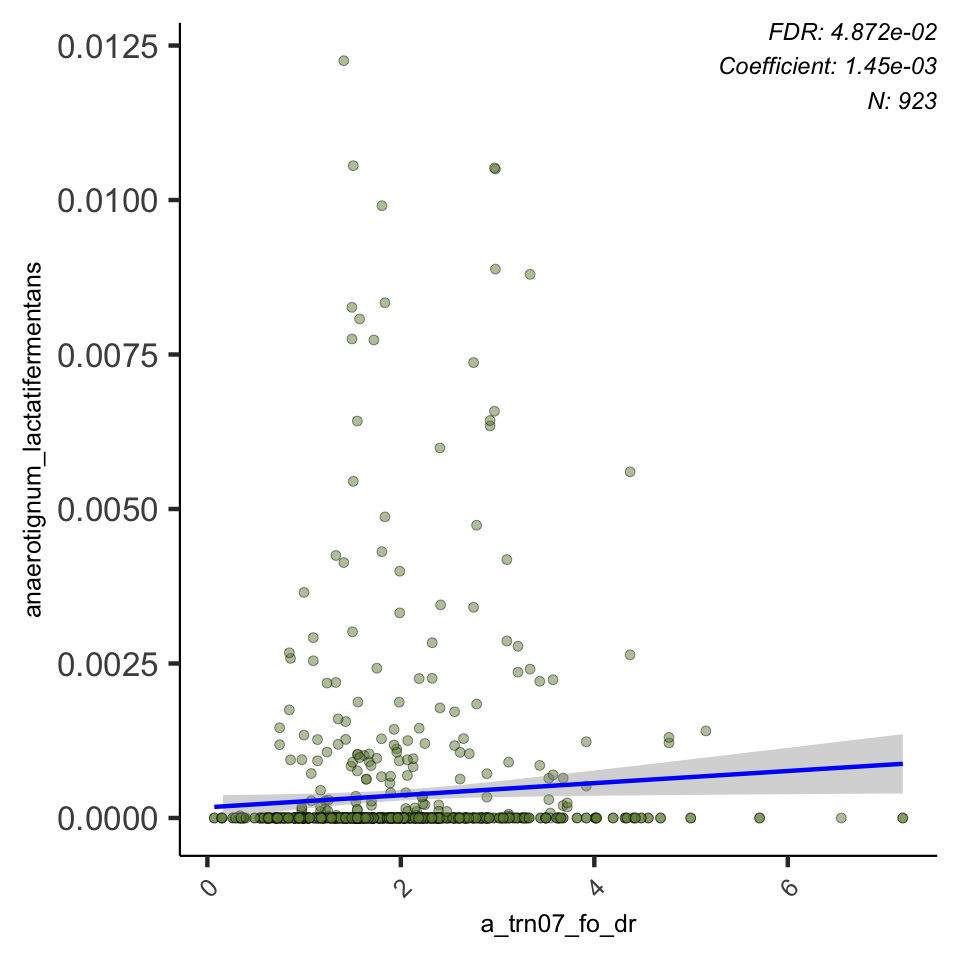 FDR: 4.872e-02
Coefficient: 1.45e-03
N: 923
anaerotignum_lactatifermentans
0.0125
0.0100
0.0075
0.0050
0.0025
0.0000
0
2
4
6
a_trn07_fo_dr